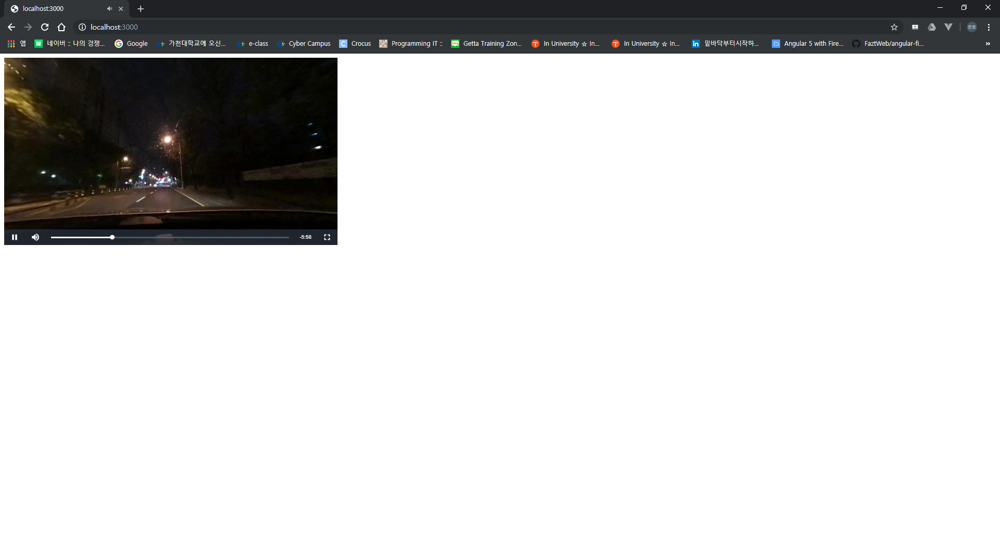 localhost:3000
localhost:3000
앱 네이버 :: 나의 경쟁... Google 가천대학교에 오신... e-class Cyber Campus Crocus Programming IT :: Getta Training Zon... In University ☆ In... In University ☆ In... 밑바닥부터시작하... Angular 5 with Fire... FaztWeb/angular-fi... »
-5:58